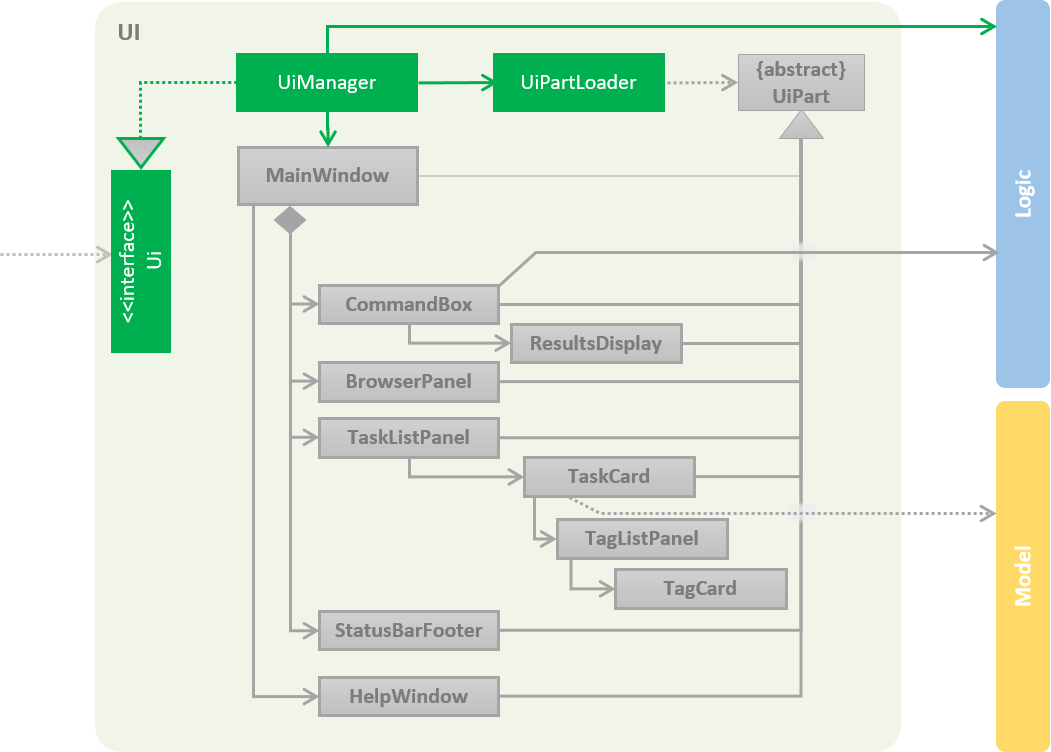 UI
UiManager
UiPartLoader
{abstract}
UiPart
MainWindow
Logic
<<interface>>
Ui
CommandBox
ResultsDisplay
BrowserPanel
TaskListPanel
TaskCard
TagListPanel
Model
TagCard
StatusBarFooter
HelpWindow